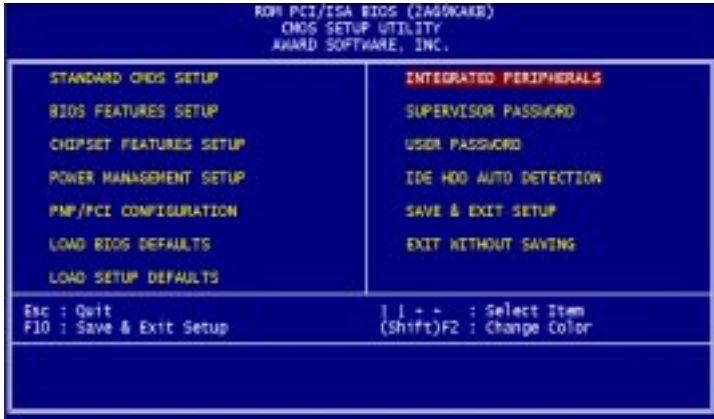 ROM PCI/ISA BIOS (2A69KAKB)
CMOS SETUP UTILITY
AWARD SOFTWARE, INC.
STANDARD CMOS SETUP
BIOS FEATURES SETUP
CHIPSET FEATURES SETUP
POWER MANAGEMENT SETUP
PNP/PCI CONFIGURATION
LOAD BIOS DEFAULTS
LOAD SETUP DEFAULTS
INTEGRATED PERIPHERALS
SUPERVISOR PASSWORD
USER PASSWORD
IDE HDD AUTO DETECTION
SAVE & EXIT SETUP
EXIT WITHOUT SAVING
Esc : Quit
F10 : Save & Exit Setup
: Select Item
(Shift)F2 : Change Color